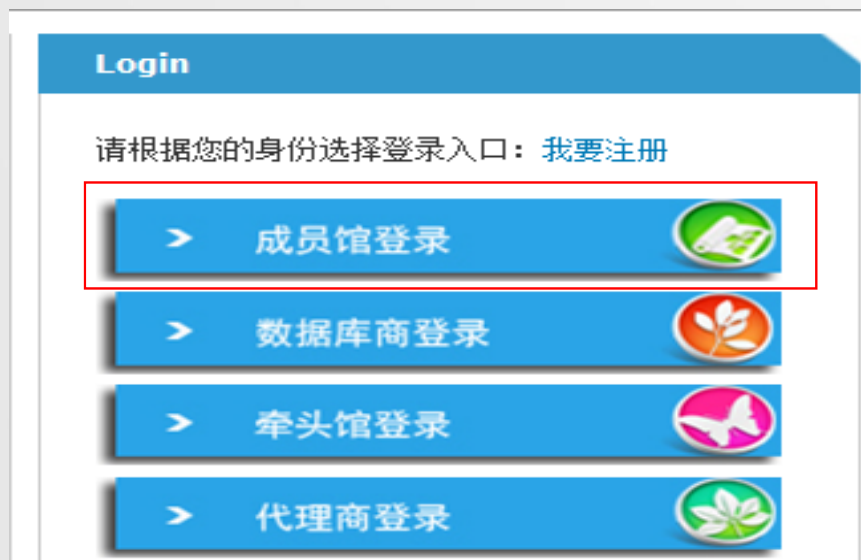 Login
请根据您的身份选择登录入口：我要注册
成员馆登录
数据库商登录
牵头馆登录
代理商登录